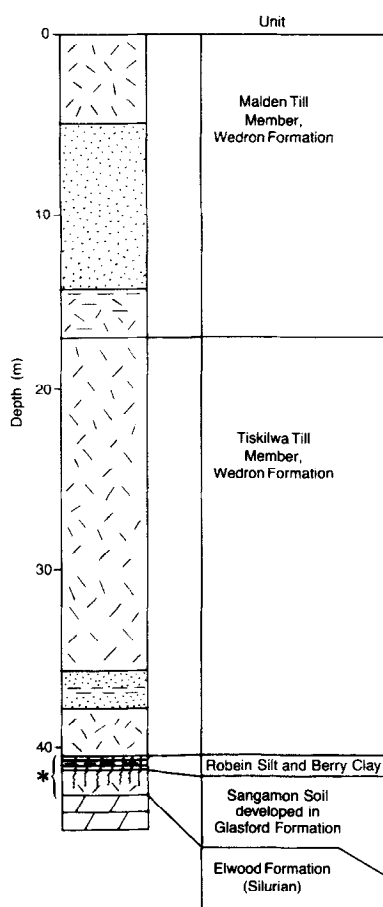 Unit
0
Malden Till
Member,
Wedron Formation
10
20
Depth (m)
Tiskilwa Till
Member,
Wedron Formation
30
40
*
Robein Silt and Berry Clay
Sangamon Soil
developed in
Glasford Formation
Elwood Formation
(Silurian)